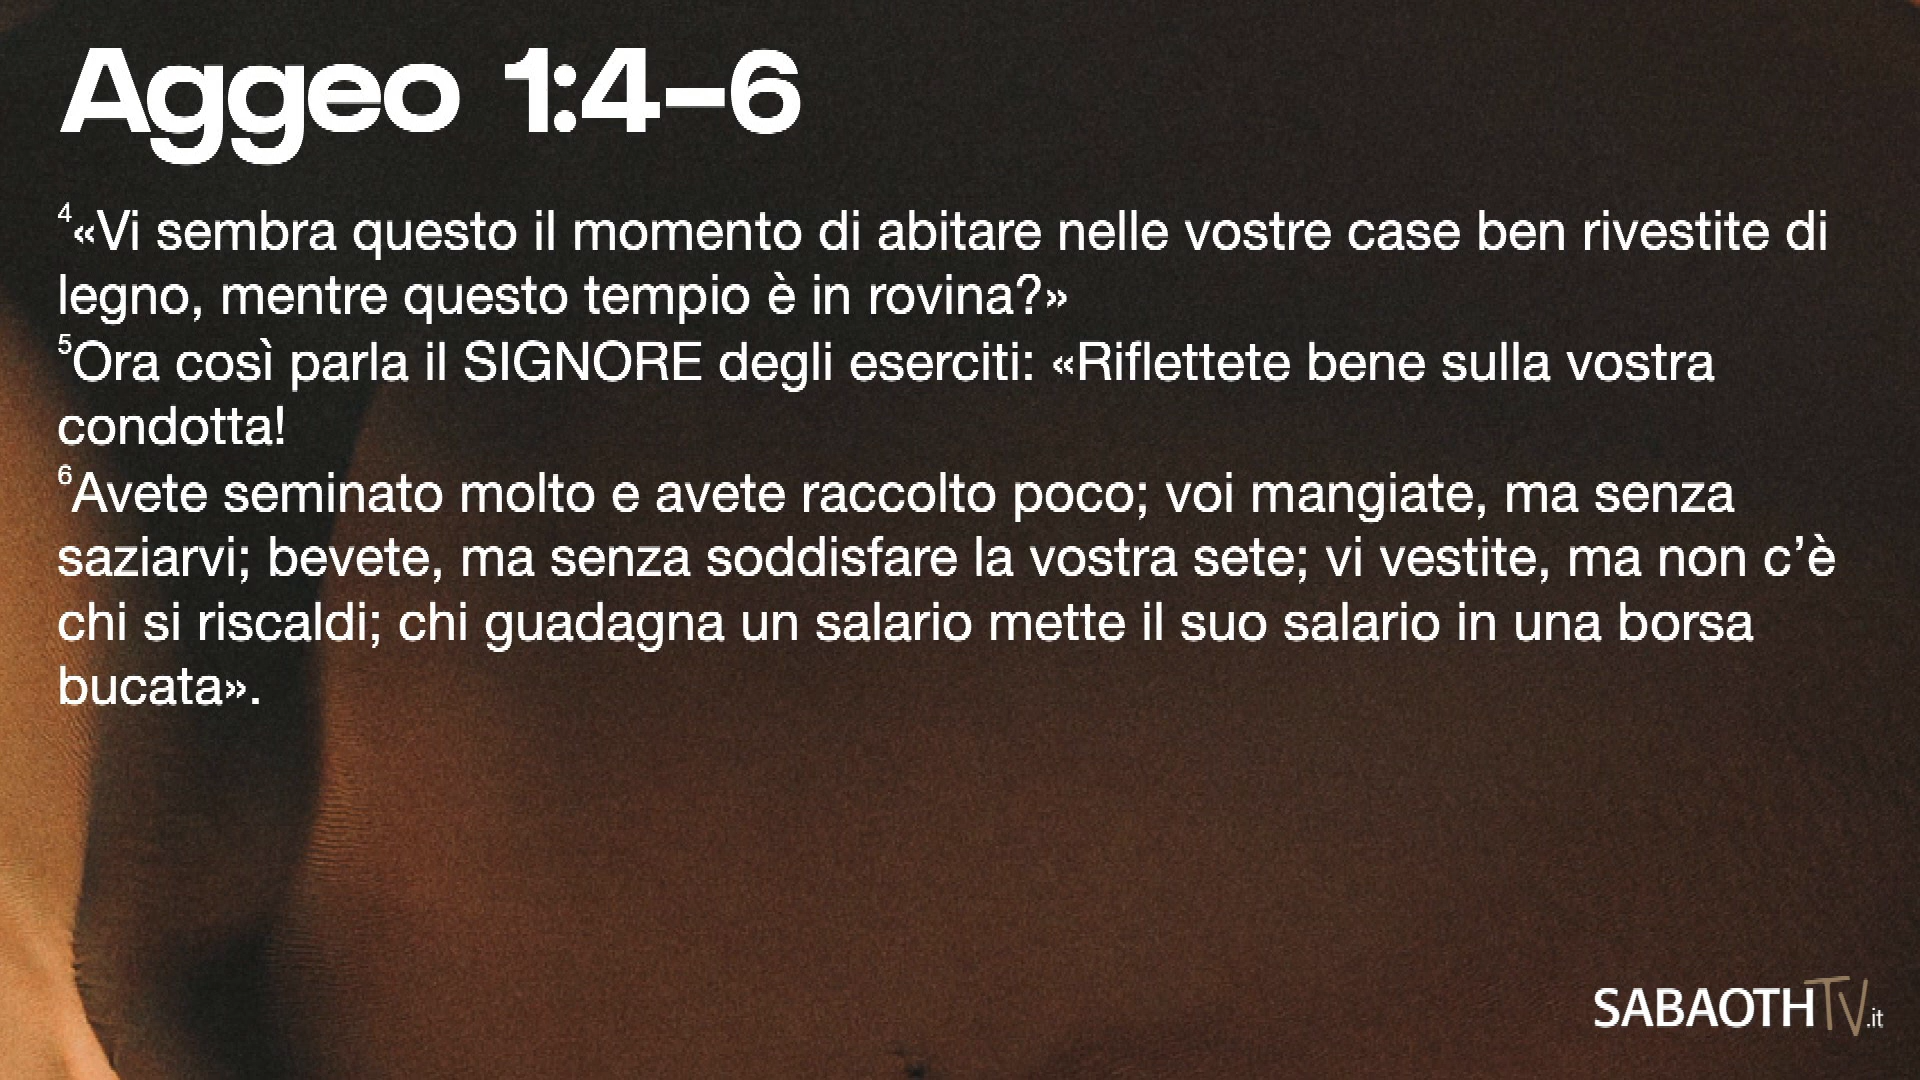 Aggeo 1:4–6
4«Vi sembra questo il momento di abitare nelle vostre case ben rivestite di
legno, mentre questo tempio è in rovina?»
5Ora così parla il SIGNORE degli eserciti: «Riflettete bene sulla vostra
condotta!
6Avete seminato molto e avete raccolto poco; voi mangiate, ma senza
saziarvi; bevete, ma senza soddisfare la vostra sete; vi vestite, ma non c’è
chi si riscaldi; chi guadagna un salario mette il suo salario in una borsa
bucata».
SABAOTHTV.it